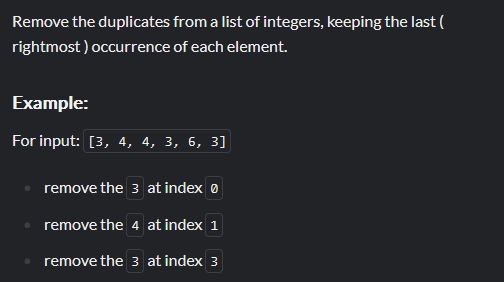 Remove the duplicates from a list of integers, keeping the last (
rightmost ) occurrence of each element.
Example:
For input: [3, 4, 4, 3, 6, 3]
remove the 3 at index 0
remove the 4 at index 1
remove the 3 at index 3